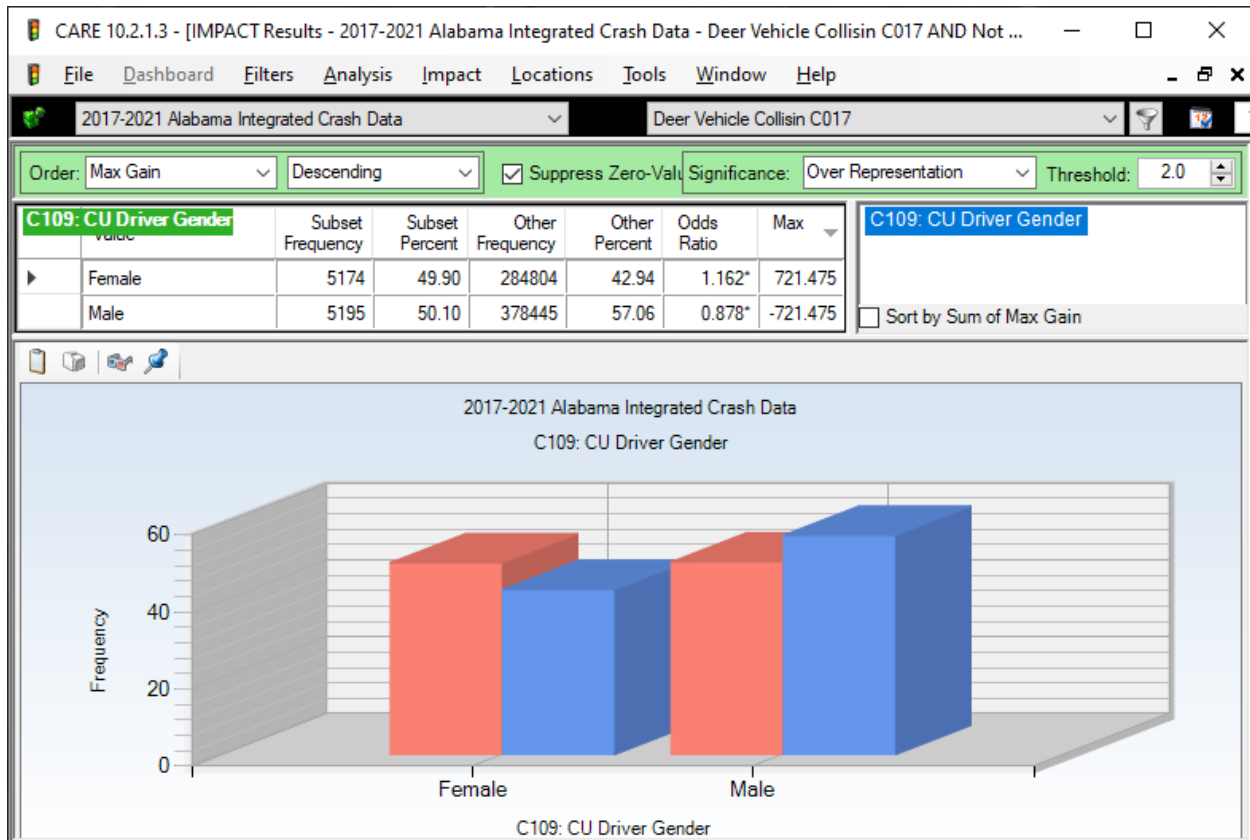 CARE 10.2.1.3 - [IMPACT Results - 2017-2021 Alabama Integrated Crash Data - Deer Vehicle Collisin C017 AND Not ...
File Dashboard Filters Analysis Impact Locations Tools Window Help
2017-2021 Alabama Integrated Crash Data Deer Vehicle Collisin C017
Order: Max Gain Descending Suppress Zero-Valu Significance: Over Representation Threshold: 2.0
C109: CU Driver Gender Subset Frequency Subset Percent Other Frequency Other Percent Odds Ratio Max
Female 5174 49.90 284804 42.94 1.162* 721.475
Male 5195 50.10 378445 57.06 0.878* -721.475
C109: CU Driver Gender
Sort by Sum of Max Gain
2017-2021 Alabama Integrated Crash Data
C109: CU Driver Gender
60
40
20
0
Frequency
Female Male
C109: CU Driver Gender